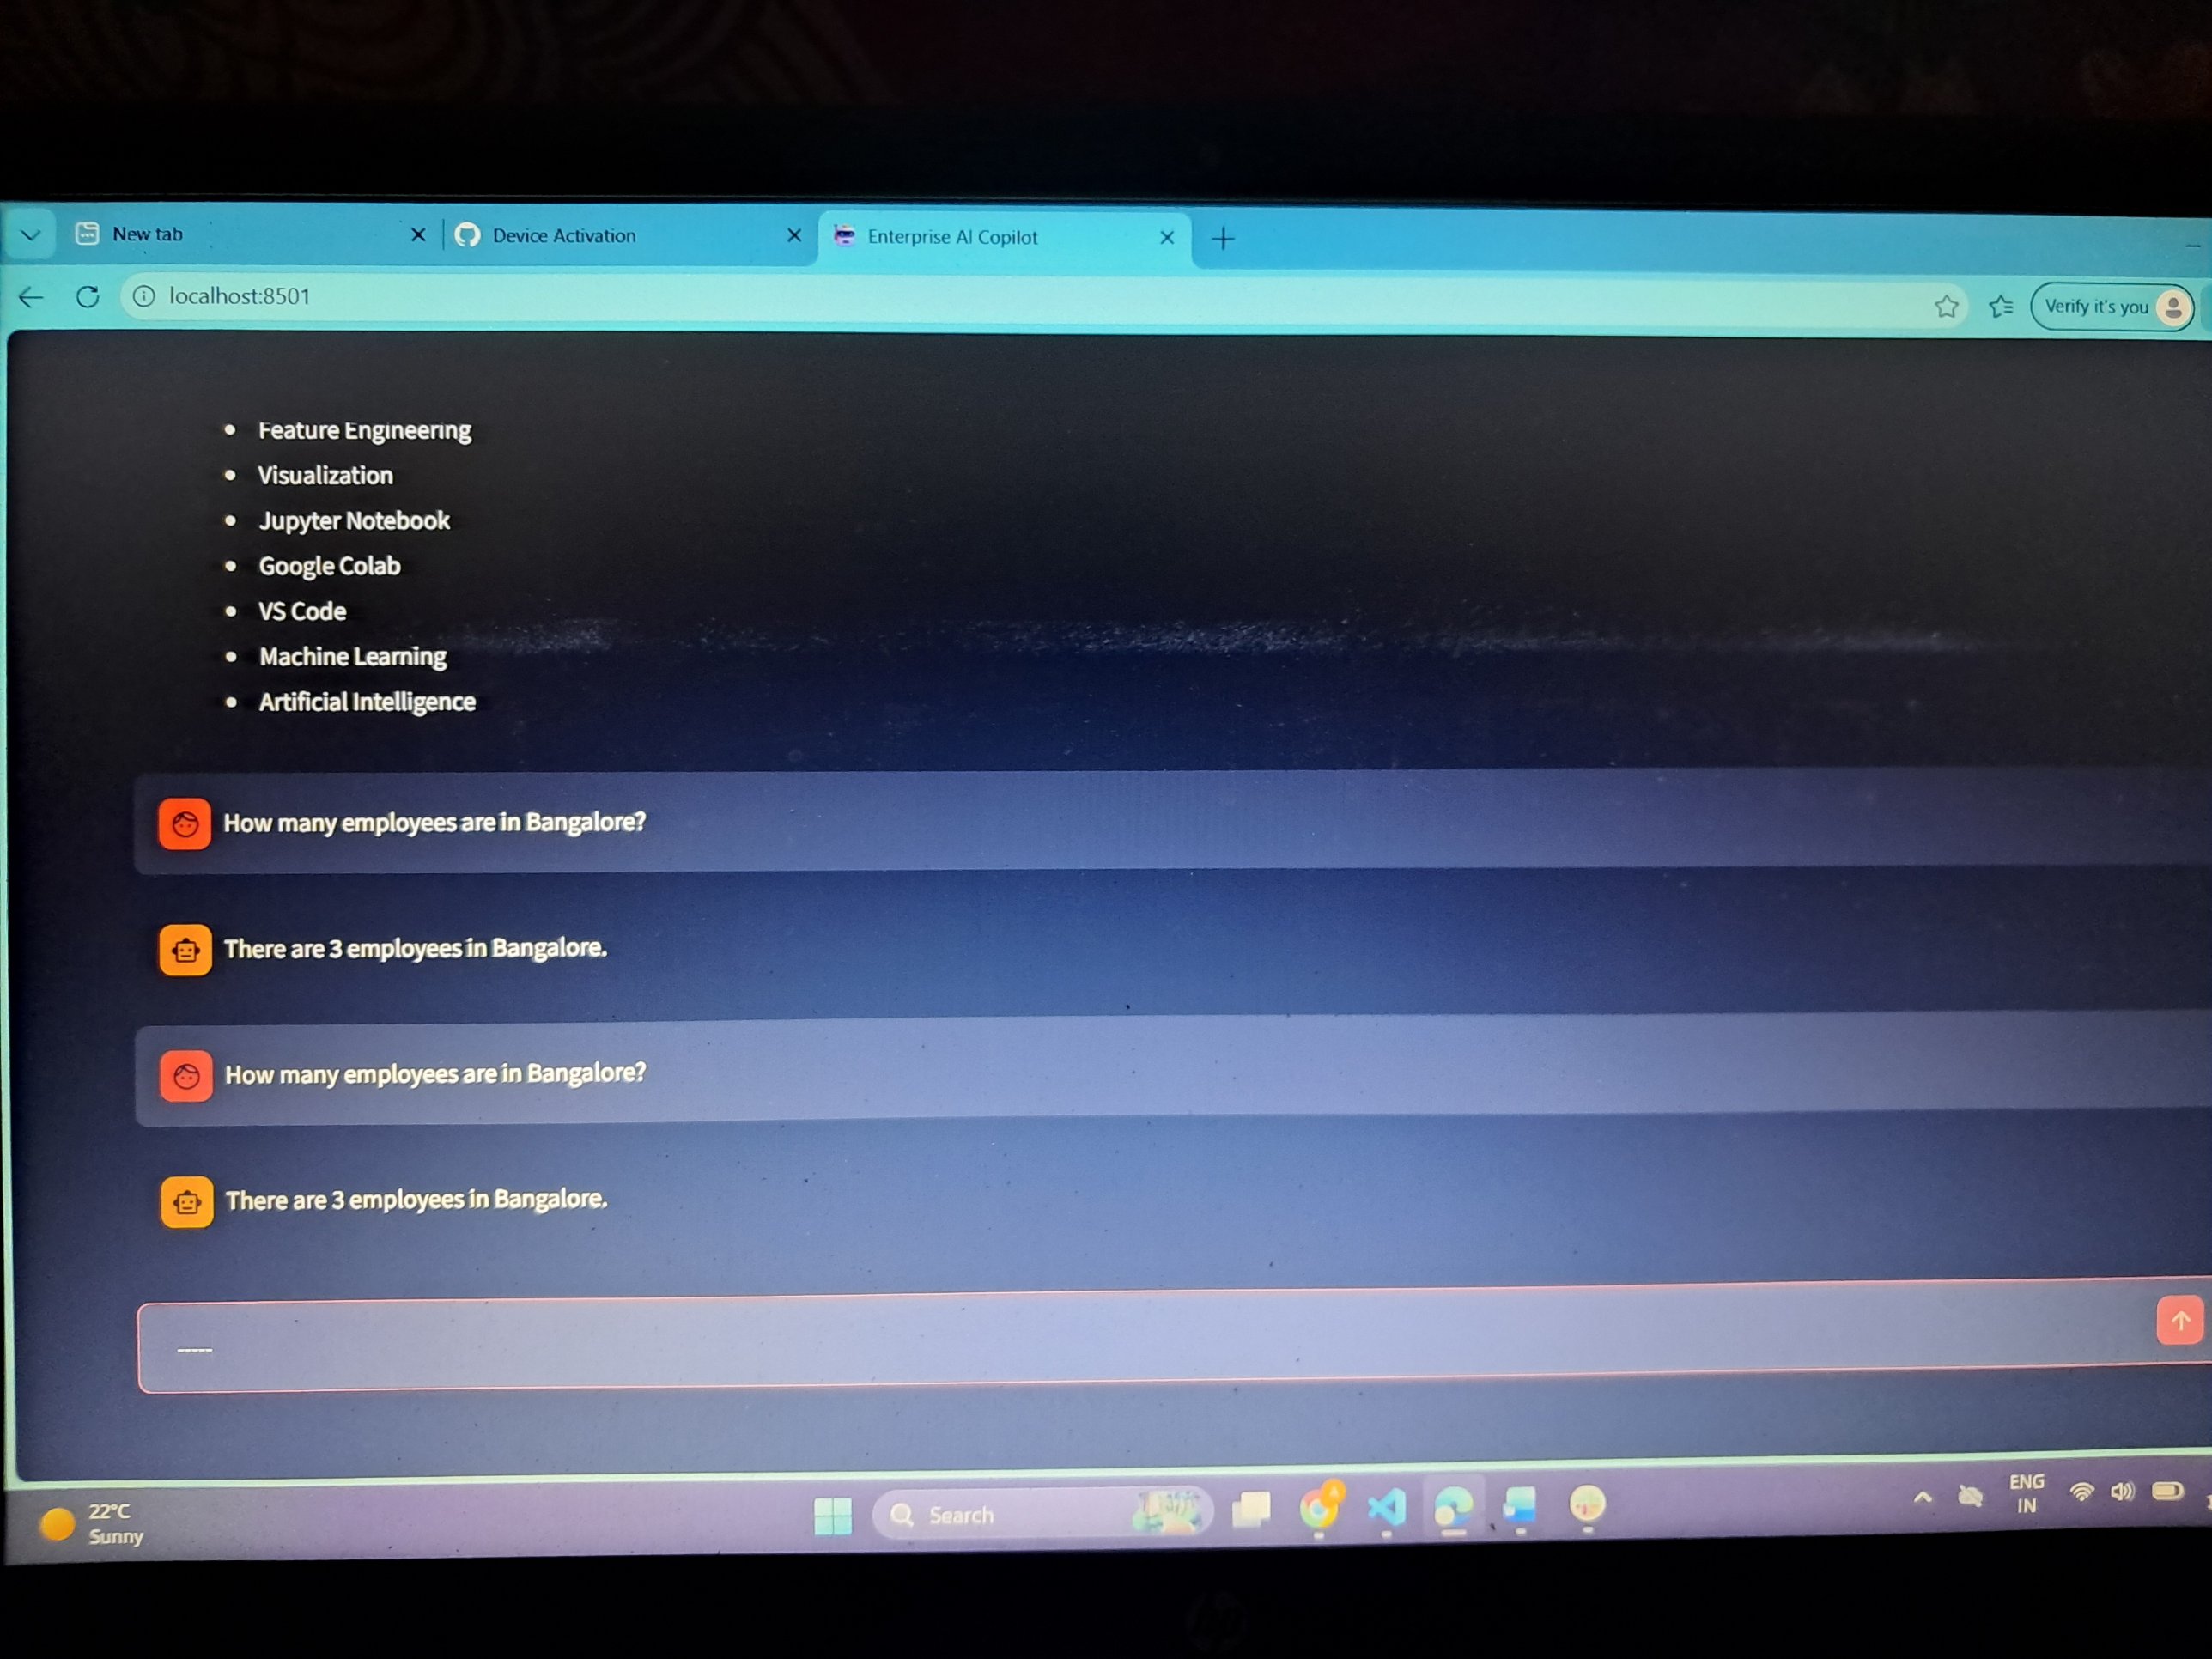 New tab
Device Activation
Enterprise AI Copilot
localhost:8501
Verify it's you
Feature Engineering
Visualization
Jupyter Notebook
Google Colab
VS Code
Machine Learning
Artificial Intelligence
How many employees are in Bangalore?
There are 3 employees in Bangalore.
How many employees are in Bangalore?
There are 3 employees in Bangalore.
-----
22°C
Sunny
Search
ENG
IN